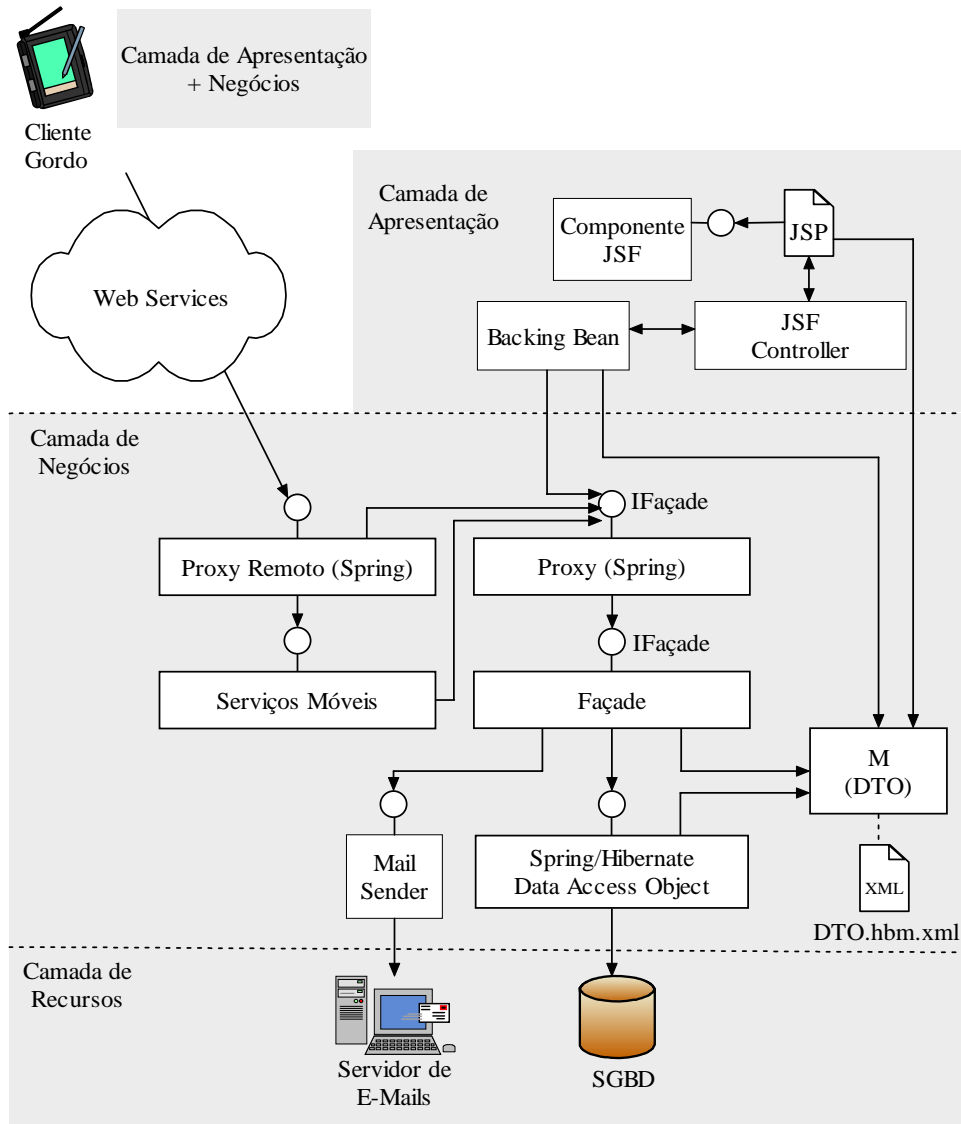 Camada de Apresentação
+ Negócios
Cliente
Gordo
Camada de
Apresentação
Componente
JSF
JSP
Web Services
Backing Bean
JSF
Controller
Camada de
Negócios
IFaçade
Proxy Remoto (Spring)
Proxy (Spring)
IFaçade
Serviços Móveis
Façade
M
(DTO)
Mail
Sender
Spring/Hibernate
Data Access Object
XML
DTO.hbm.xml
Camada de
Recursos
Servidor de
E-Mails
SGBD